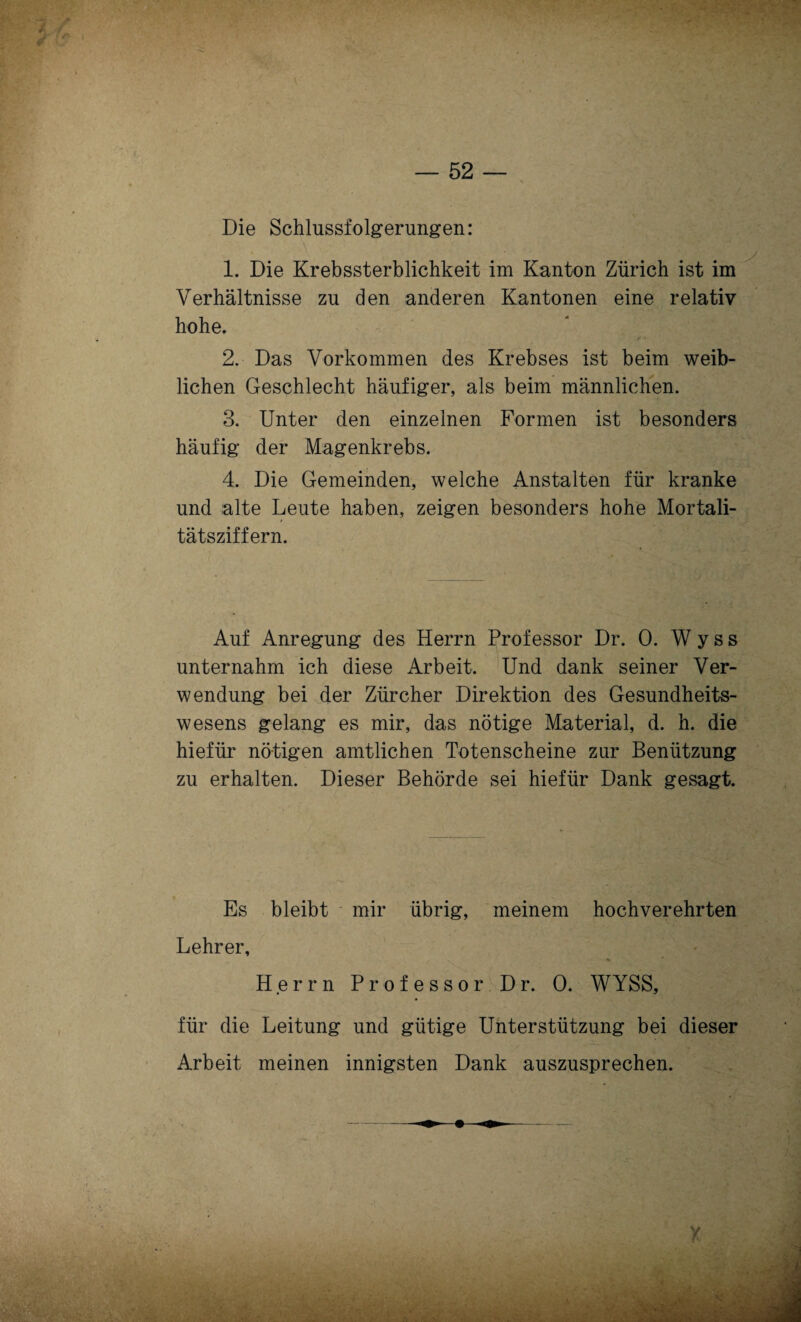 — 52 —
Die Schlussfolgerungen:
1. Die Krebssterblichkeit im Kanton Zürich ist im
Verhältnisse zu den anderen Kantonen eine relativ
hohe.
2. Das Vorkommen des Krebses ist beim weib-
lichen Geschlecht häufiger, als beim männlichen.
3. Unter den einzelnen Formen ist besonders
häufig der Magenkrebs.
4. Die Gemeinden, welche Anstalten für kranke
und alte Leute haben, zeigen besonders hohe Mortali-
tätsziffern.
Auf Anregung des Herrn Professor Dr. O. Wyss
unternahm ich diese Arbeit. Und dank seiner Ver-
wendung bei der Zürcher Direktion des Gesundheits-
wesens gelang es mir, das nötige Material, d. h. die
hiefür nötigen amtlichen Totenscheine zur Benützung
zu erhalten. Dieser Behörde sei hiefür Dank gesagt.
Es bleibt mir übrig, meinem hochverehrten
Lehrer,
Herrn Professor Dr. O. WYSS,
für die Leitung und gütige Unterstützung bei dieser
Arbeit meinen innigsten Dank auszusprechen.